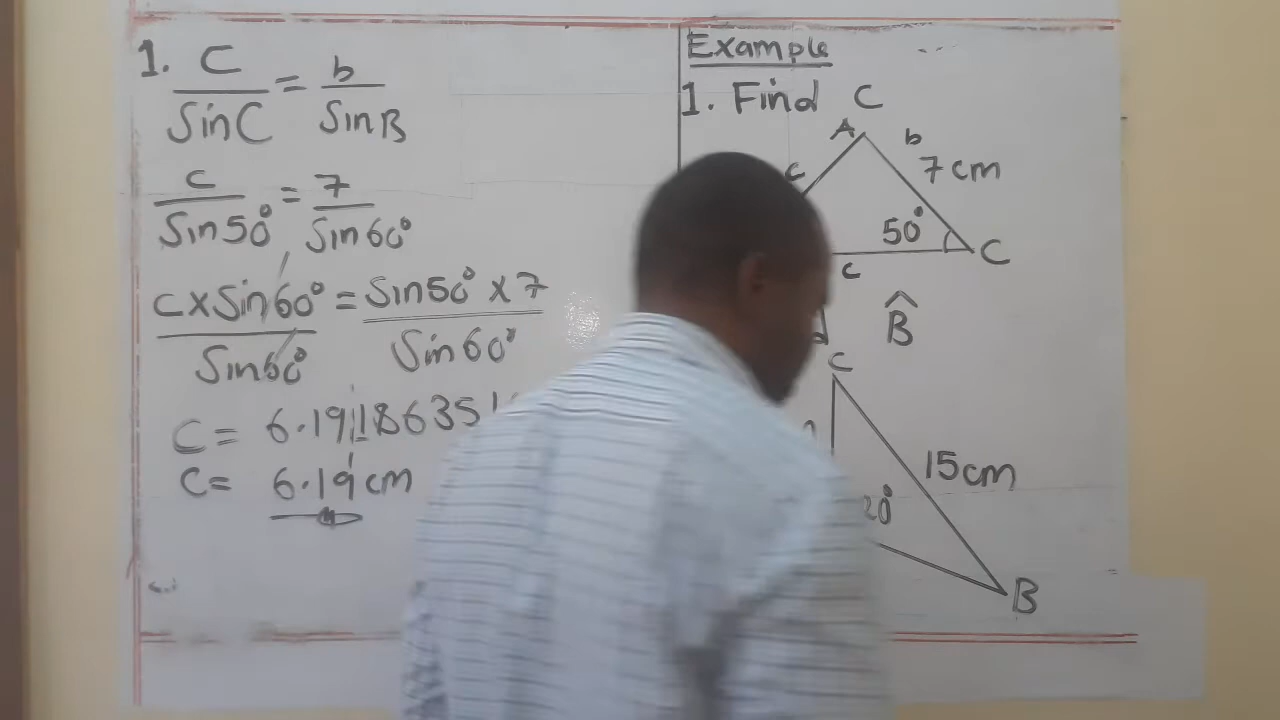 1. C/SinC = b/SinB
c/Sin50° = 7/Sin60°
C×Sin60°/Sin60° = Sin50° × 7/Sin60°
C = 6.191186351
C = 6.19cm
Example
1. Find C
A
b
c
7cm
50°
C
c
B̂
C
15cm
B